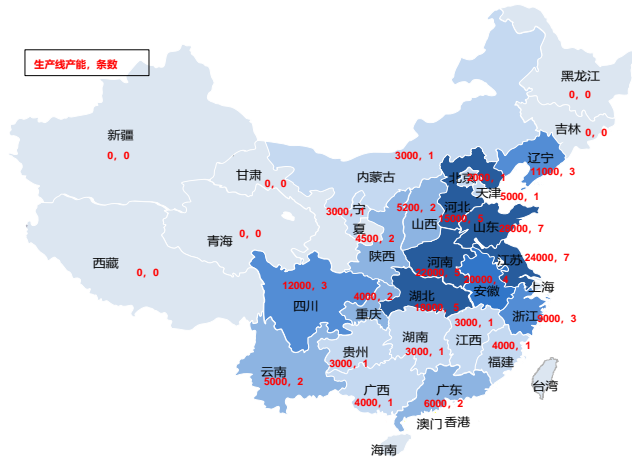 生产线产能，条数
黑龙江
0，0
吉林
0，0
新疆
0，0
辽宁
11000，3
甘肃
0，0
内蒙古
3000，1
北京
天津
5000，1
宁夏
3000，1
山西
5200，2
河北
山东
青海
0，0
4500，2
陕西
西藏
0，0
河南
江苏
24000，7
12000，3
四川
4000，2
重庆
湖北
安徽
上海
浙江
3000，1
江西
湖南
3000，1
贵州
3000，1
4000，1
福建
云南
5000，2
广西
4000，1
广东
6000，2
台湾
澳门
香港
海南